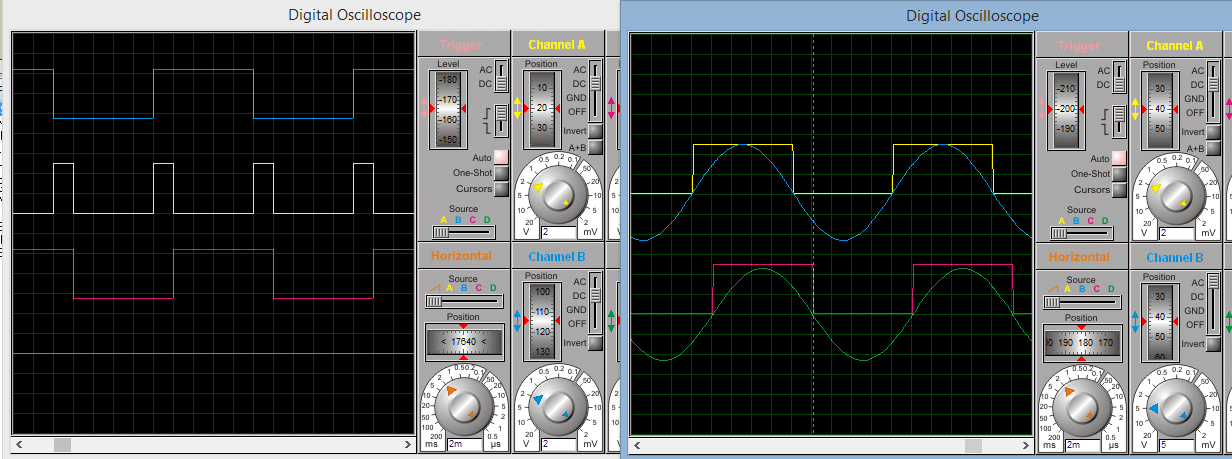 Digital Oscilloscope
Trigger
Level
-180
-170
-160
-150
AC
DC
Auto
One-Shot
Cursors
Source
A B C D
Channel A
Position
10
20
30
AC
DC
GND
OFF
Invert
A+B
V
2
mV
Horizontal
Source
A B C D
Position
< 17640 <
ms
2m
µs
Channel B
Position
100
-110
-120
130
AC
DC
GND
OFF
Invert
V
2
mV
Digital Oscilloscope
Trigger
Level
-210
-200
-190
AC
DC
Auto
One-Shot
Cursors
Source
A B C D
Channel A
Position
30
40
50
AC
DC
GND
OFF
Invert
A+B
V
2
mV
Horizontal
Source
A B C D
Position
190 180 170
ms
2m
µs
Channel B
Position
30
40
50
60
AC
DC
GND
OFF
Invert
V
5
mV